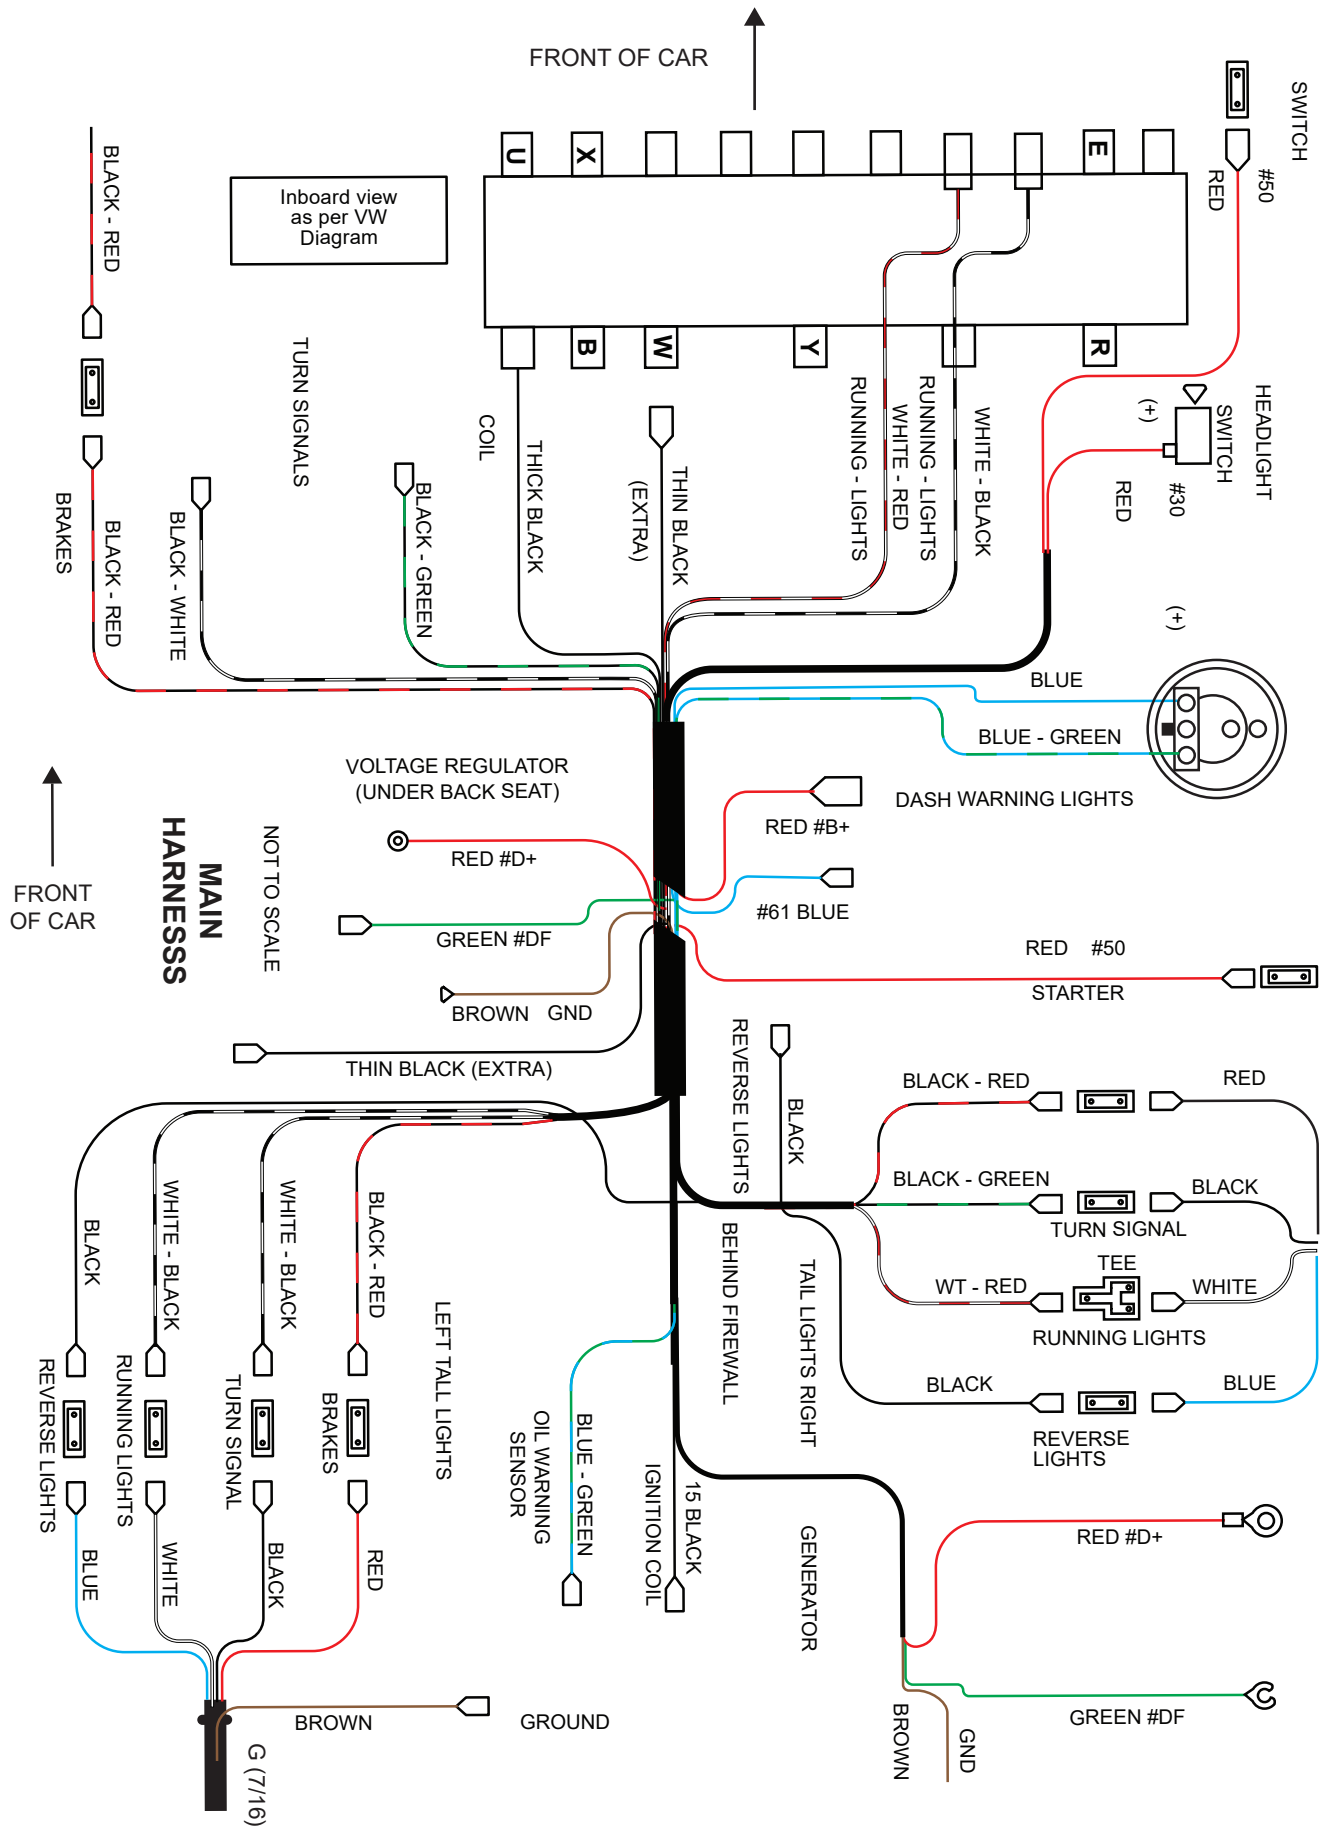 FRONT OF CAR
SWITCH
#50
RED
U
X
E
Inboard view
as per VW
Diagram
BLACK - RED
B
W
Y
R
TURN SIGNALS
COIL
THICK BLACK
THIN BLACK
(EXTRA)
RUNNING - LIGHTS
WHITE - RED
RUNNING - LIGHTS
WHITE - BLACK
HEADLIGHT
SWITCH
(+)
#30
RED
BRAKES
BLACK - RED
BLACK - WHITE
BLACK - GREEN
(+)
BLUE
BLUE - GREEN
DASH WARNING LIGHTS
VOLTAGE REGULATOR
(UNDER BACK SEAT)
RED #B+
RED #D+
#61 BLUE
GREEN #DF
RED #50
STARTER
BROWN GND
THIN BLACK (EXTRA)
FRONT
OF CAR
MAIN
HARNESSS
NOT TO SCALE
REVERSE LIGHTS
BLACK
BLACK - RED
RED
BLACK - GREEN
BLACK
TURN SIGNAL
TEE
WT - RED
WHITE
RUNNING LIGHTS
BLACK
BLUE
REVERSE
LIGHTS
BEHIND FIREWALL
TAIL LIGHTS RIGHT
BLACK
WHITE - BLACK
WHITE - BLACK
BLACK - RED
LEFT TALL LIGHTS
REVERSE LIGHTS
RUNNING LIGHTS
TURN SIGNAL
BRAKES
OIL WARNING
SENSOR
BLUE - GREEN
IGNITION COIL
15 BLACK
GENERATOR
RED #D+
BLUE
WHITE
BLACK
RED
BROWN
GROUND
G (7/16)
BROWN
GND
GREEN #DF